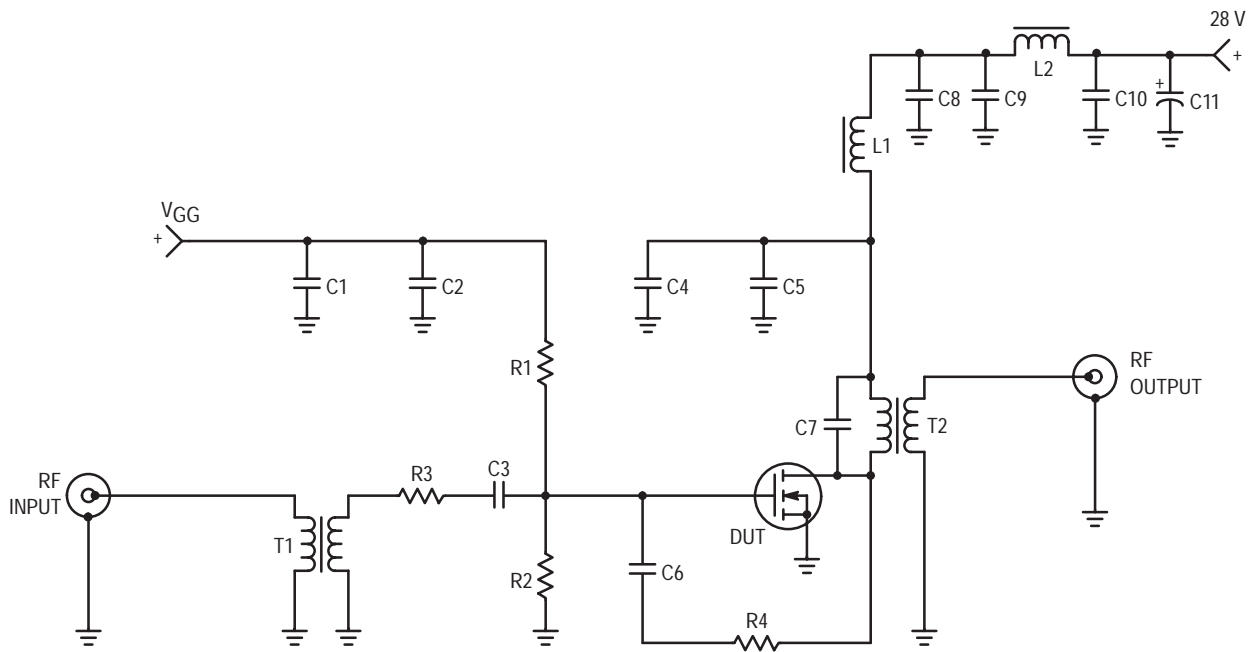 28 V
+
L2
C8
C9
C10
+
C11
L1
VGG
+
C1
C2
C4
C5
R1
RF
OUTPUT
C7
T2
RF
INPUT
R3
C3
T1
DUT
R2
C6
R4